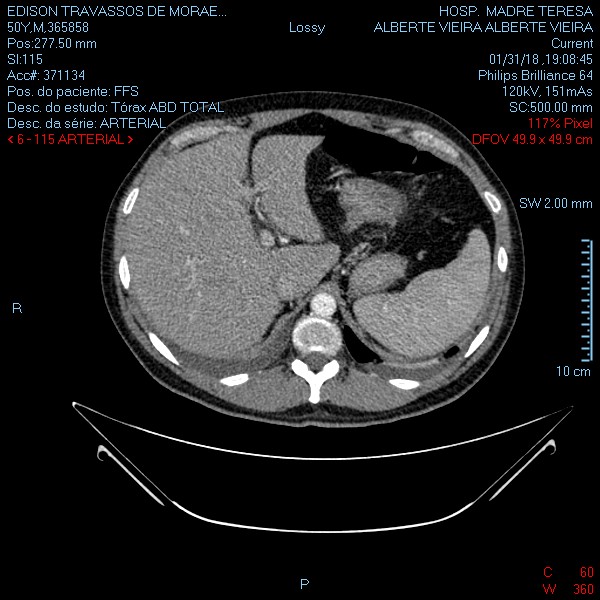 EDISON TRAVASSOS DE MORAE...
50Y,M,365858
Pos:277.50 mm
SI:115
Acc#: 371134
Pos. do paciente: FFS
Desc. do estudo: Tórax ABD TOTAL
Desc. da série: ARTERIAL
< 6 - 115 ARTERIAL >
Lossy
HOSP. MADRE TERESA
ALBERTE VIEIRA ALBERTE VIEIRA
Current
01/31/18 ,19:08:45
Philips Brilliance 64
120kV, 151mAs
SC:500.00 mm
117% Pixel
DFOV 49.9 x 49.9 cm
SW 2.00 mm
R
10 cm
P
C 60
W 360